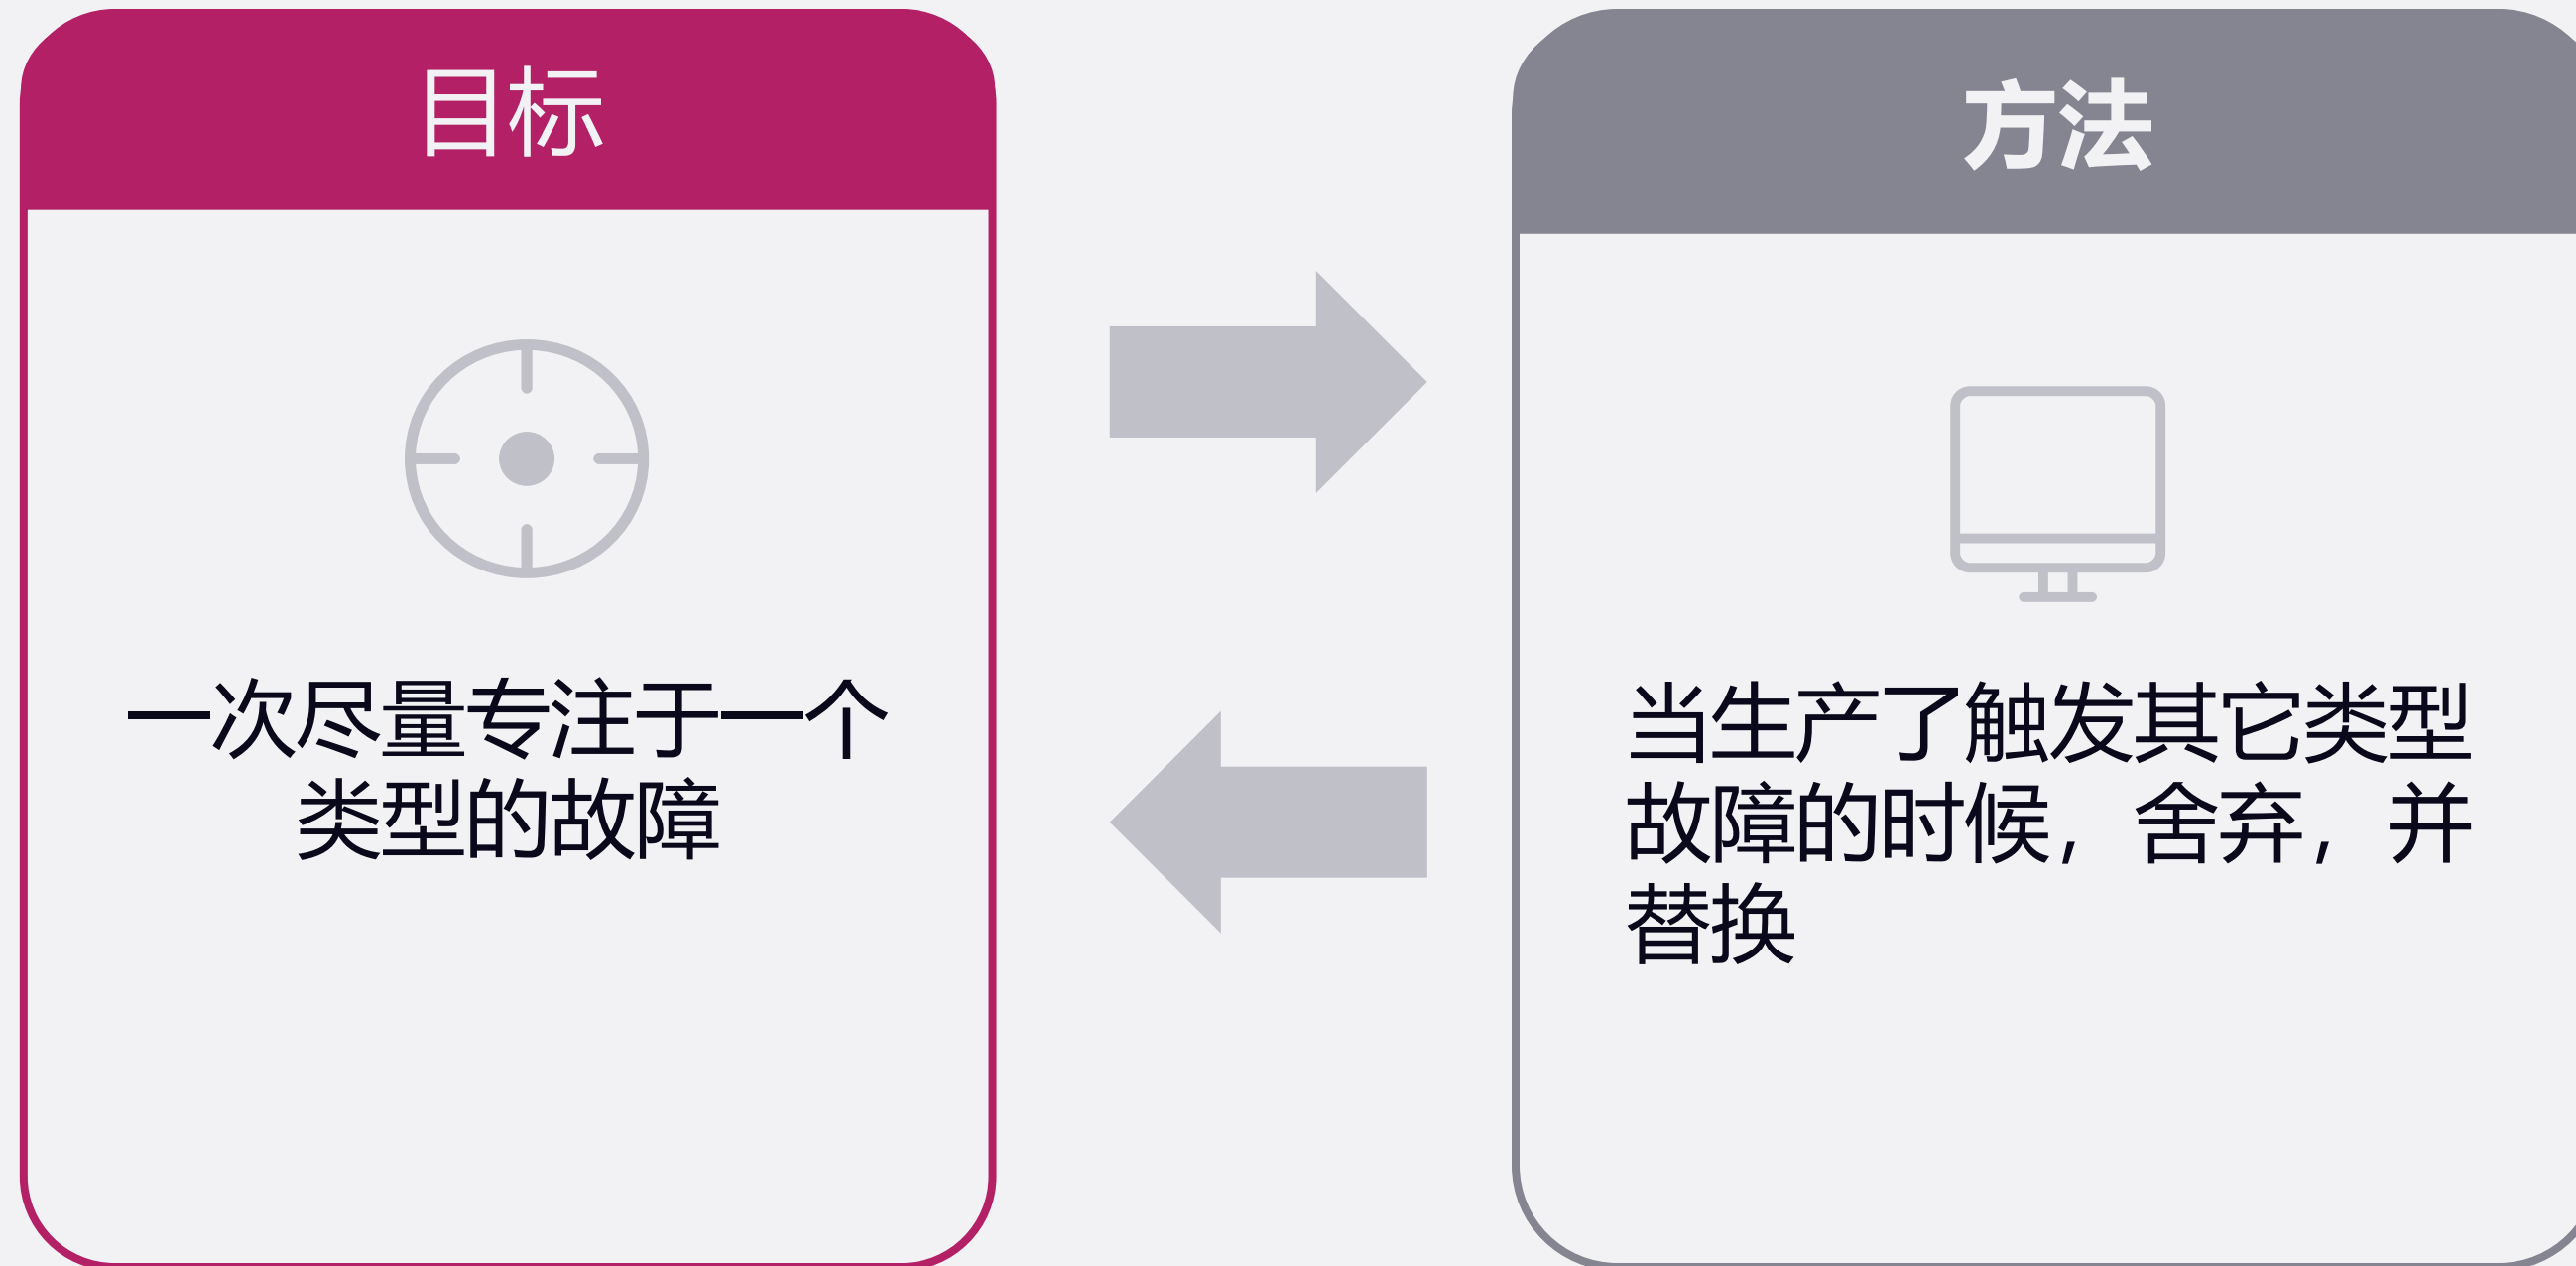 目标
一次尽量专注于一个
类型的故障
方法
当生产了触发其它类型
故障的时候，舍弃，并
替换